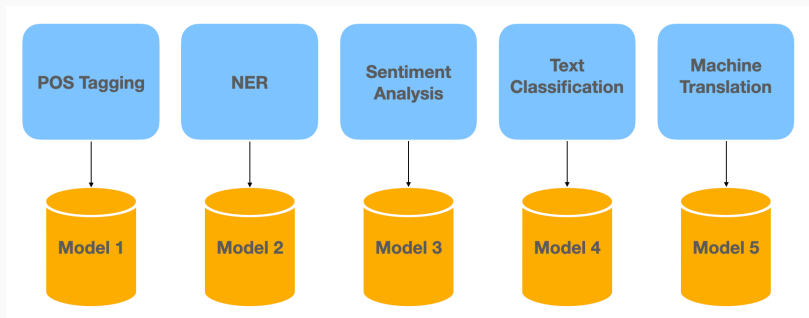 POS Tagging
NER
Sentiment
Analysis
Text
Classification
Machine
Translation
Model 1
Model 2
Model 3
Model 4
Model 5